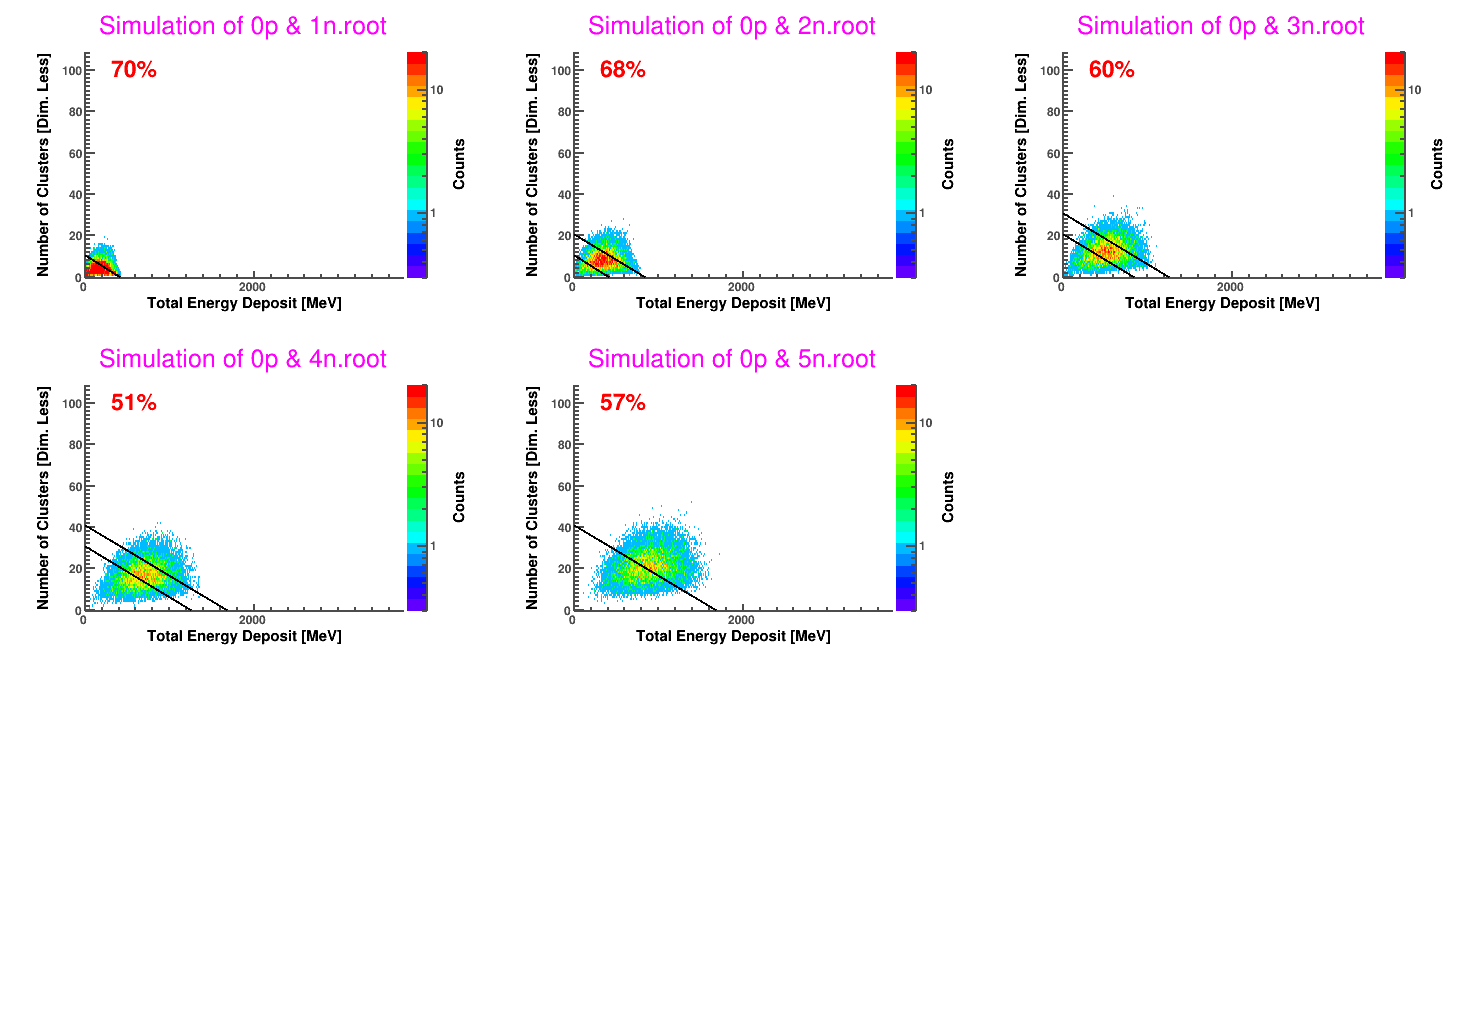 Simulation of 0p & 1n.root
Number of Clusters [Dim. Less]
100
80
60
40
20
0
70%
0
2000
Total Energy Deposit [MeV]
10
1
Counts
Simulation of 0p & 2n.root
Number of Clusters [Dim. Less]
100
80
60
40
20
0
68%
0
2000
Total Energy Deposit [MeV]
10
1
Counts
Simulation of 0p & 3n.root
Number of Clusters [Dim. Less]
100
80
60
40
20
0
60%
0
2000
Total Energy Deposit [MeV]
10
1
Counts
Simulation of 0p & 4n.root
Number of Clusters [Dim. Less]
100
80
60
40
20
0
51%
0
2000
Total Energy Deposit [MeV]
10
1
Counts
Simulation of 0p & 5n.root
Number of Clusters [Dim. Less]
100
80
60
40
20
0
57%
0
2000
Total Energy Deposit [MeV]
10
1
Counts